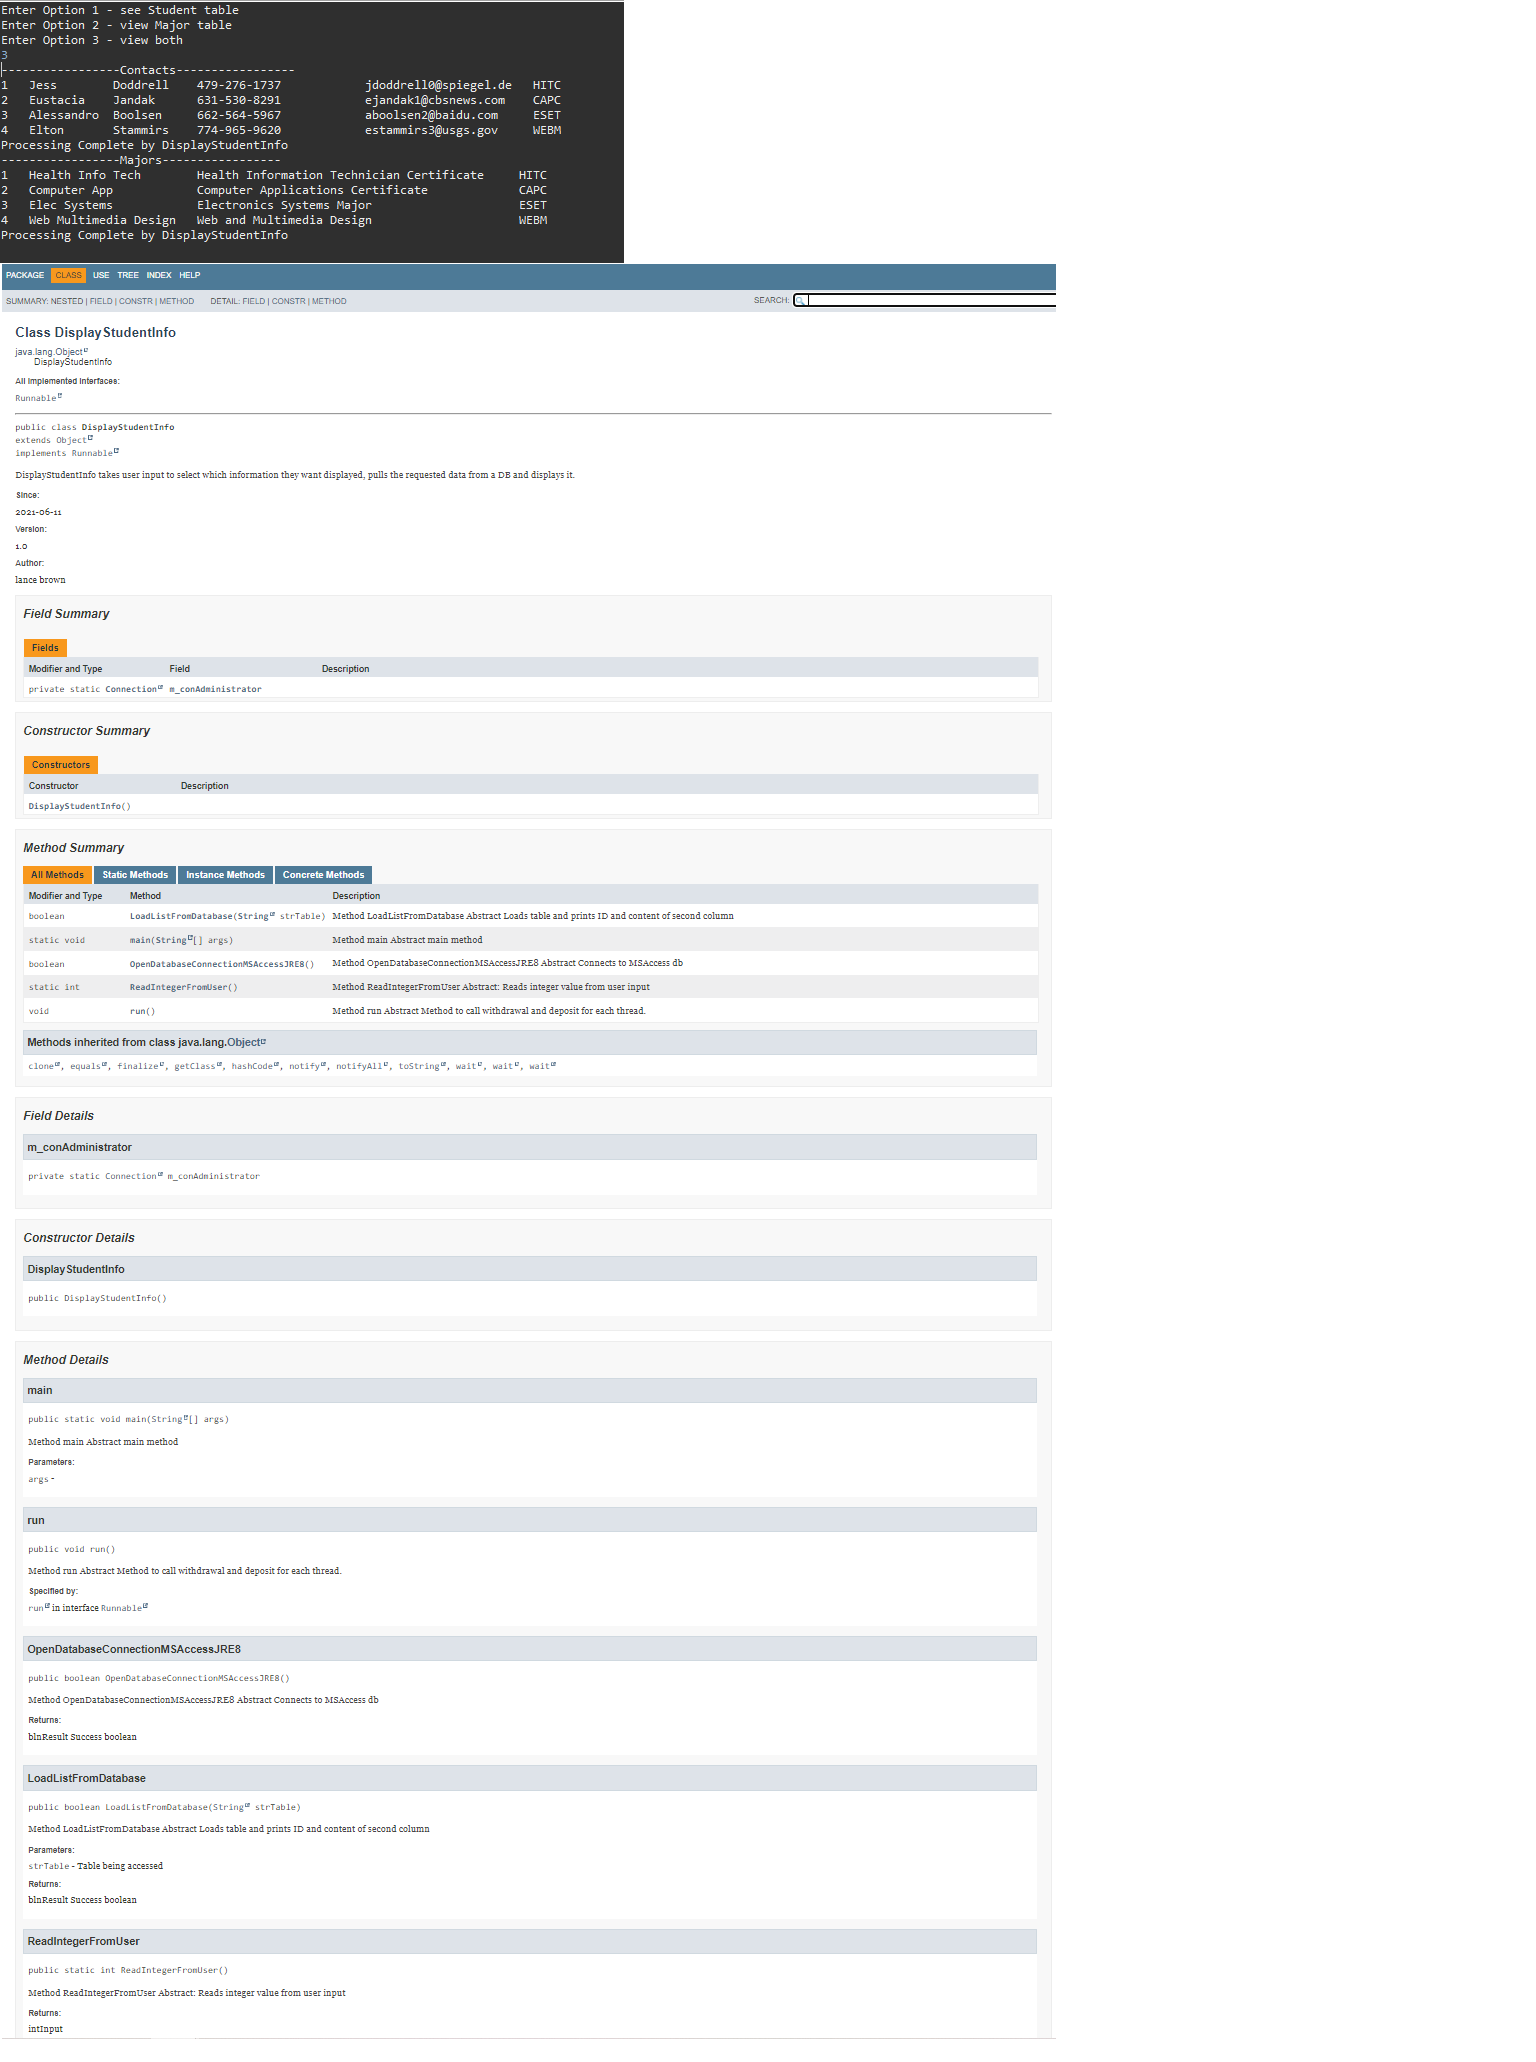 Enter Option 1 - see Student table
Enter Option 2 - view Major table
Enter Option 3 - view both
3
-----------------Contacts-----------------
1   Jess        Doddrell    479-276-1737            jdoddrell0@spiegel.de   HITC
2   Eustacia    Jandak      631-530-8291            ejandak1@cbsnews.com    CAPC
3   Alessandro  Boolsen     662-564-5967            aboolsen2@baidu.com     ESET
4   Elton       Stammirs    774-965-9620            estammirs3@usgs.gov     WEBM
Processing Complete by DisplayStudentInfo
-----------------Majors-----------------
1   Health Info Tech        Health Information Technician Certificate     HITC
2   Computer App            Computer Applications Certificate             CAPC
3   Elec Systems            Electronics Systems Major                     ESET
4   Web Multimedia Design   Web and Multimedia Design                     WEBM
Processing Complete by DisplayStudentInfo
PACKAGE CLASS USE TREE INDEX HELP
SUMMARY: NESTED | FIELD | CONSTR | METHOD DETAIL: FIELD | CONSTR | METHOD SEARCH:
Class DisplayStudentInfo
java.lang.Object
DisplayStudentInfo
All Implemented Interfaces:
Runnable
public class DisplayStudentInfo
extends Object
implements Runnable
DisplayStudentInfo takes user input to select which information they want displayed, pulls the requested data from a DB and displays it.
Since:
2021-06-11
Version:
1.0
Author:
lance brown
Field Summary
Fields
Modifier and Type Field Description
private static Connection m_conAdministrator
Constructor Summary
Constructors
Constructor Description
DisplayStudentInfo()
Method Summary
All Methods Static Methods Instance Methods Concrete Methods
Modifier and Type Method Description
boolean LoadListFromDatabase(String strTable) Method LoadListFromDatabase Abstract Loads table and prints ID and content of second column
static void main(String[] args) Method main Abstract main method
boolean OpenDatabaseConnectionMSAccessJRE8() Method OpenDatabaseConnectionMSAccessJRE8 Abstract Connects to MSAccess db
static int ReadIntegerFromUser() Method ReadIntegerFromUser Abstract: Reads integer value from user input
void run() Method run Abstract Method to call withdrawal and deposit for each thread.
Methods inherited from class java.lang.Object
clone, equals, finalize, getClass, hashCode, notify, notifyAll, toString, wait, wait, wait
Field Details
m_conAdministrator
private static Connection m_conAdministrator
Constructor Details
DisplayStudentInfo
public DisplayStudentInfo()
Method Details
main
public static void main(String[] args)
Method main Abstract main method
Parameters:
args -
run
public void run()
Method run Abstract Method to call withdrawal and deposit for each thread.
Specified by:
run in interface Runnable
OpenDatabaseConnectionMSAccessJRE8
public boolean OpenDatabaseConnectionMSAccessJRE8()
Method OpenDatabaseConnectionMSAccessJRE8 Abstract Connects to MSAccess db
Returns:
blnResult Success boolean
LoadListFromDatabase
public boolean LoadListFromDatabase(String strTable)
Method LoadListFromDatabase Abstract Loads table and prints ID and content of second column
Parameters:
strTable - Table being accessed
Returns:
blnResult Success boolean
ReadIntegerFromUser
public static int ReadIntegerFromUser()
Method ReadIntegerFromUser Abstract: Reads integer value from user input
Returns:
intInput